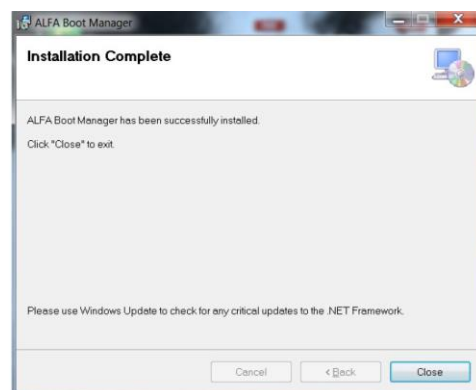 ALFA Boot Manager
Installation Complete
ALFA Boot Manager has been successfully installed.
Click "Close" to exit.
Please use Windows Update to check for any critical updates to the .NET Framework.
Cancel
< Back
Close